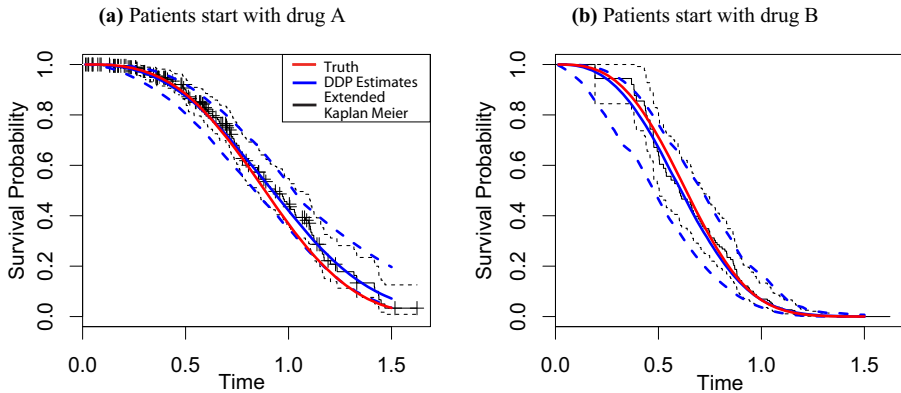 (a) Patients start with drug A
Survival Probability
1.0
0.8
0.6
0.4
0.2
0.0
Truth
DDP Estimates
Extended
Kaplan Meier
0.0 0.5 1.0 1.5
Time
(b) Patients start with drug B
Survival Probability
1.0
0.8
0.6
0.4
0.2
0.0
0.0 0.5 1.0 1.5
Time